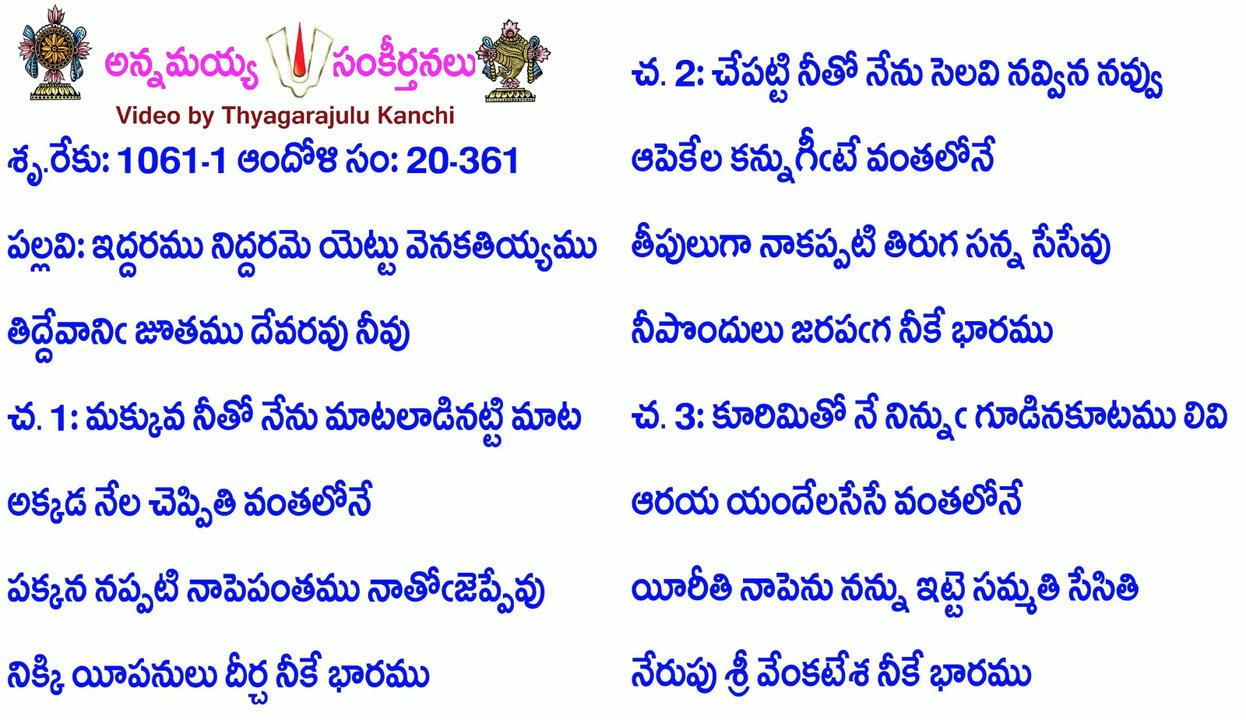 అన్నమయ్య సంకీర్తనలు
Video by Thyagarajulu Kanchi
శృ.రేకు: 1061-1 ఆందోళి సం: 20-361
పల్లవి: ఇద్దరము నిద్దరమె యెట్టు వెనకతియ్యము
తిద్దేవానిఁ జూతము దేవరవు నీవు
చ. 1: మక్కువ నీతో నేను మాటలాడినట్టి మాట
అక్కడ నేల చెప్పితి వంతలోనే
పక్కన నప్పటి నాపెపంతము నాతోఁజెప్పేవు
నిక్కి యీపనులు దీర్చ నీకే భారము
చ. 2: చేపట్టి నీతో నేను సెలవి నవ్విన నవ్వు
ఆపెకేల కన్నుగీఁటే వంతలోనే
తీపులుగా నాకప్పటి తిరుగ సన్న సేసేవు
నీపొందులు జరపఁగ నీకే భారము
చ. 3: కూరిమితో నే నిన్నుఁ గూడినకూటము లివి
ఆరయ యందేలసేసే వంతలోనే
యీరీతి నాపెను నన్ను ఇట్టె సమ్మతి సేసితి
నేరుపు శ్రీ వేంకటేశ నీకే భారము